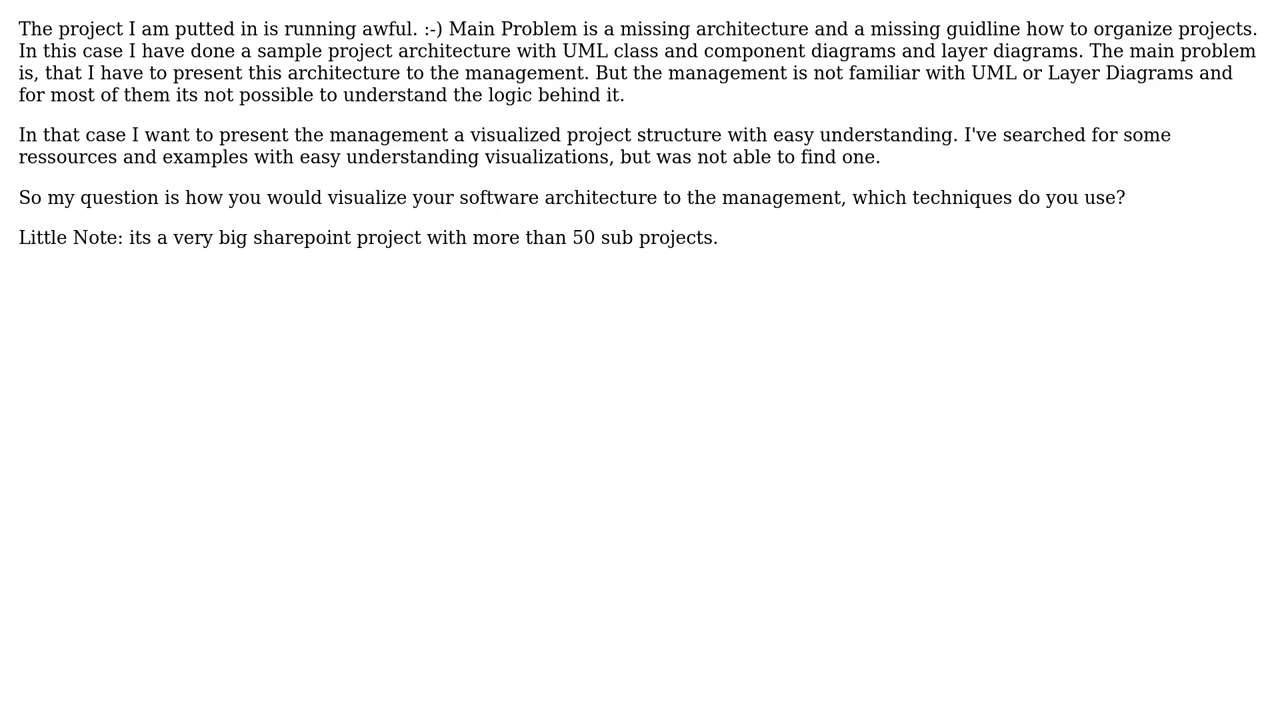 The project I am putted in is running awful. :-) Main Problem is a missing architecture and a missing guidline how to organize projects.
In this case I have done a sample project architecture with UML class and component diagrams and layer diagrams. The main problem
is, that I have to present this architecture to the management. But the management is not familiar with UML or Layer Diagrams and
for most of them its not possible to understand the logic behind it.
In that case I want to present the management a visualized project structure with easy understanding. I've searched for some
ressources and examples with easy understanding visualizations, but was not able to find one.
So my question is how you would visualize your software architecture to the management, which techniques do you use?
Little Note: its a very big sharepoint project with more than 50 sub projects.